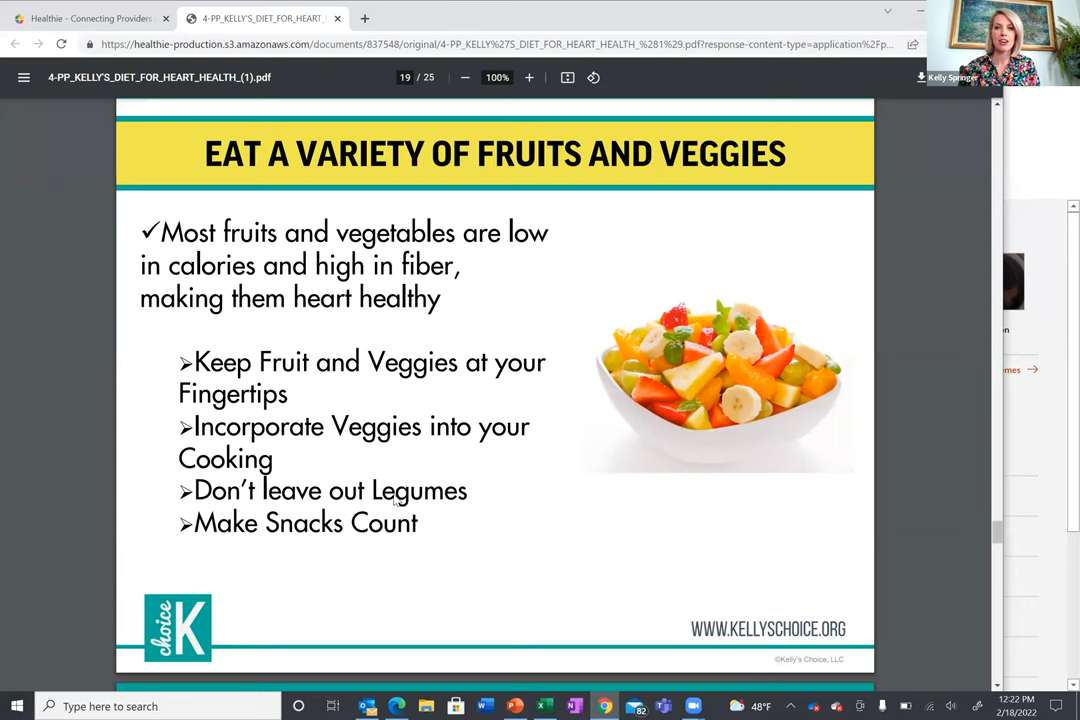 Healthie - Connecting Providers
4-PP_KELLY'S_DIET_FOR_HEART_H
https://healthie-production.s3.amazonaws.com/documents/837548/original/4-PP_KELLY%27S_DIET_FOR_HEART_HEALTH_%281%29.pdf?response-content-type=application%2Fp...
4-PP_KELLY'S_DIET_FOR_HEART_HEALTH_(1).pdf
19 / 25
100%
Kelly Springer
EAT A VARIETY OF FRUITS AND VEGGIES
✓Most fruits and vegetables are low
in calories and high in fiber,
making them heart healthy
➢Keep Fruit and Veggies at your
Fingertips
➢Incorporate Veggies into your
Cooking
➢Don't leave out Legumes
➢Make Snacks Count
n
mes →
choice K
WWW.KELLYSCHOICE.ORG
©Kelly's Choice, LLC
Type here to search
82
48°F
12:22 PM
2/18/2022